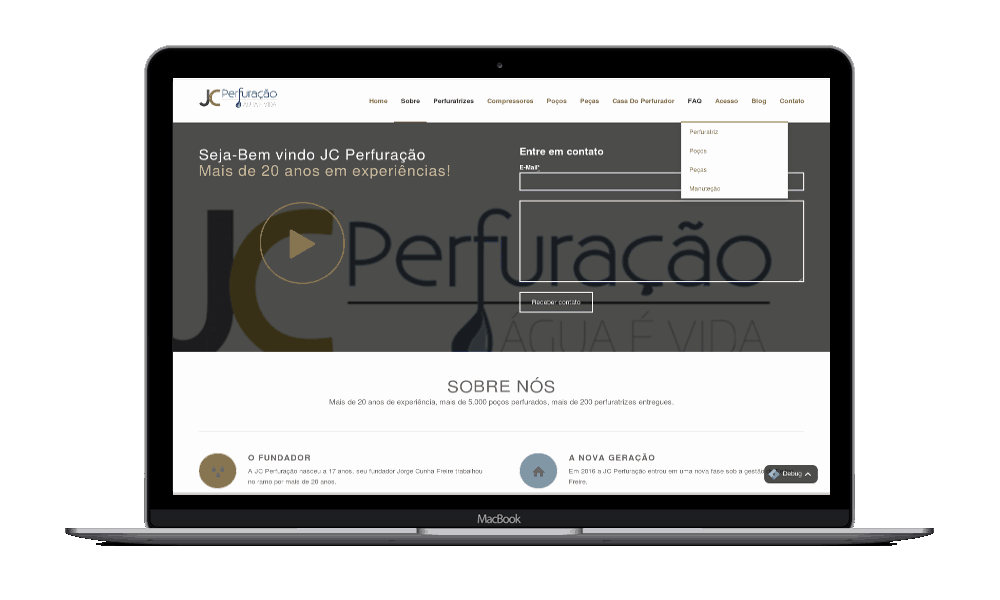 JC Perfuração
ÁGUA É VIDA
Home Sobre Perfuratrizes Compressores Poços Peças Casa Do Perfurador FAQ Acesso Blog Contato
Perfuratriz
Poços
Peças
Manuteção
Seja-Bem vindo JC Perfuração
Mais de 20 anos em experiências!
Entre em contato
E-Mail*
Receber contato
JC Perfuração
ÁGUA É VIDA
SOBRE NÓS
Mais de 20 anos de experiência, mais de 5.000 poços perfurados, mais de 200 perfuratrizes entregues.
O FUNDADOR
A JC Perfuração nasceu a 17 anos, seu fundador Jorge Cunha Freire trabalhou
no ramo por mais de 20 anos.
A NOVA GERAÇÃO
Em 2016 a JC Perfuração entrou em uma nova fase sob a gestão
Freire.
Debug
MacBook